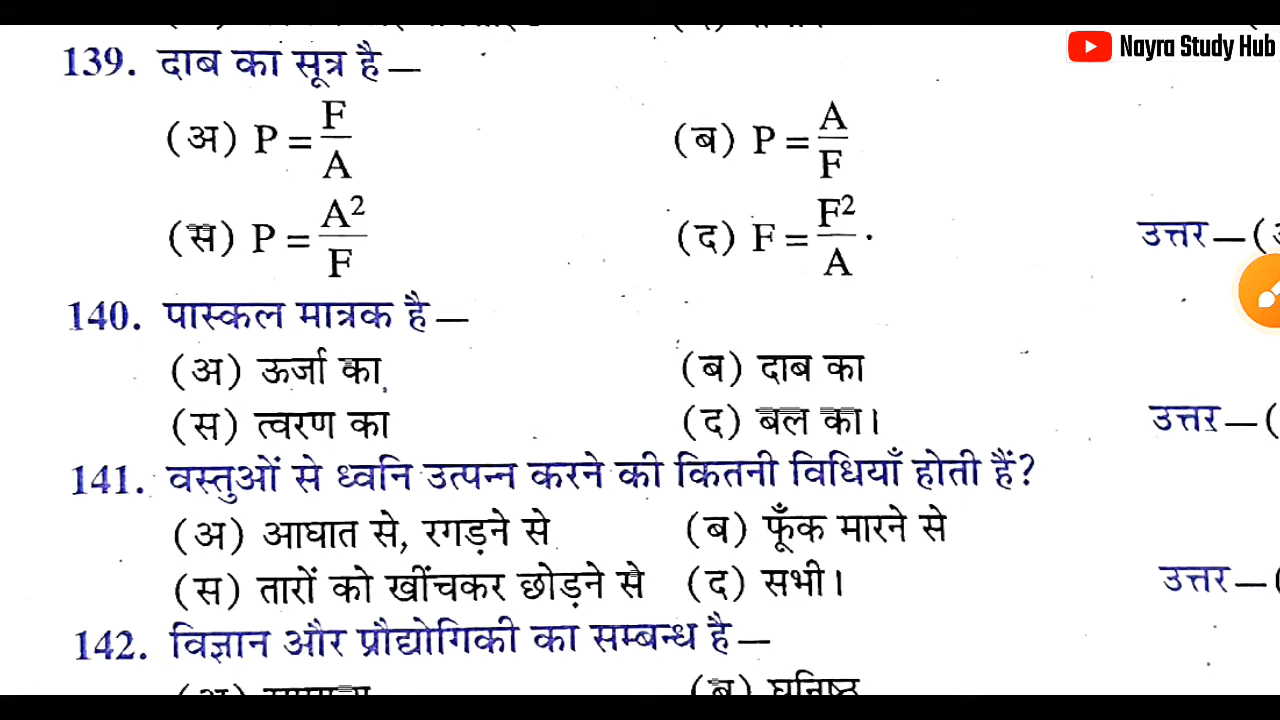 Nayra Study Hub
139. दाब का सूत्र है —
(अ) P = F/A (ब) P = A/F
(स) P = A²/F (द) F = F²/A . उत्तर—(
140. पास्कल मात्रक है —
(अ) ऊर्जा का (ब) दाब का
(स) त्वरण का (द) बल का। उत्तर—(
141. वस्तुओं से ध्वनि उत्पन्न करने की कितनी विधियाँ होती हैं?
(अ) आघात से, रगड़ने से (ब) फूँक मारने से
(स) तारों को खींचकर छोड़ने से (द) सभी। उत्तर—(
142. विज्ञान और प्रौद्योगिकी का सम्बन्ध है —
(ब) घनिष्ठ